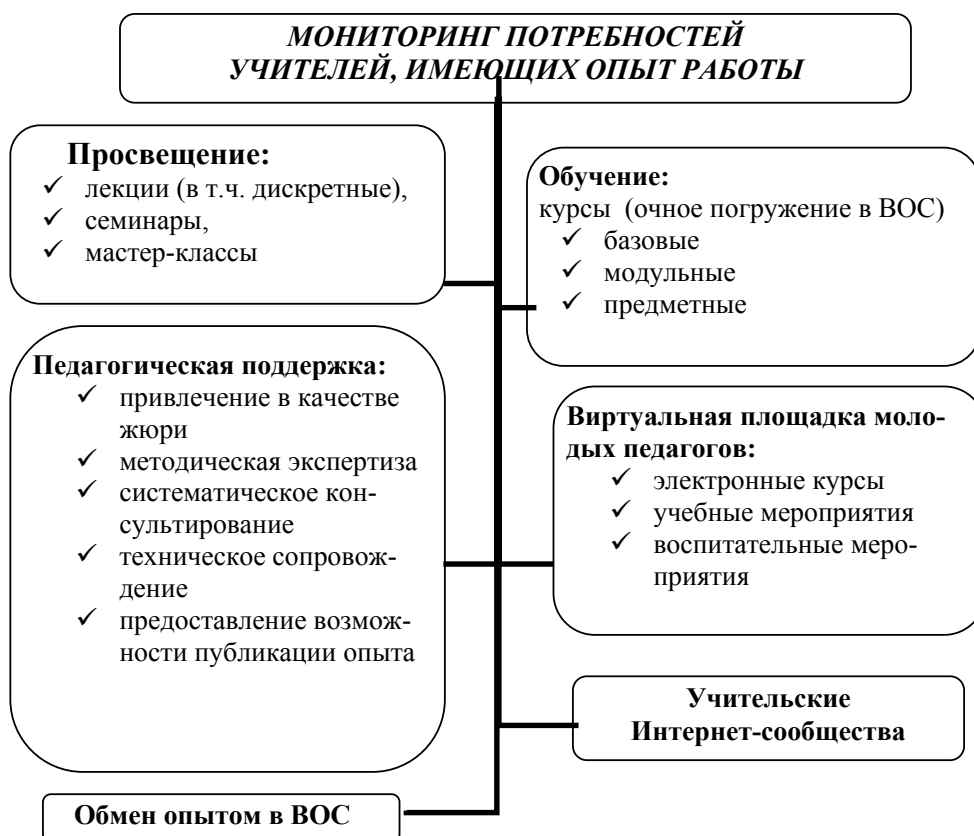 МОНИТОРИНГ ПОТРЕБНОСТЕЙ
УЧИТЕЛЕЙ, ИМЕЮЩИХ ОПЫТ РАБОТЫ
Просвещение:
✓ лекции (в т.ч. дискретные),
✓ семинары,
✓ мастер-классы
Обучение:
курсы (очное погружение в ВОС)
✓ базовые
✓ модульные
✓ предметные
Педагогическая поддержка:
✓ привлечение в качестве
жюри
✓ методическая экспертиза
✓ систематическое кон-
сультирование
✓ техническое сопровож-
дение
✓ предоставление возмож-
ности публикации опыта
Виртуальная площадка моло-
дых педагогов:
✓ электронные курсы
✓ учебные мероприятия
✓ воспитательные меро-
приятия
Учительские
Интернет-сообщества
Обмен опытом в ВОС